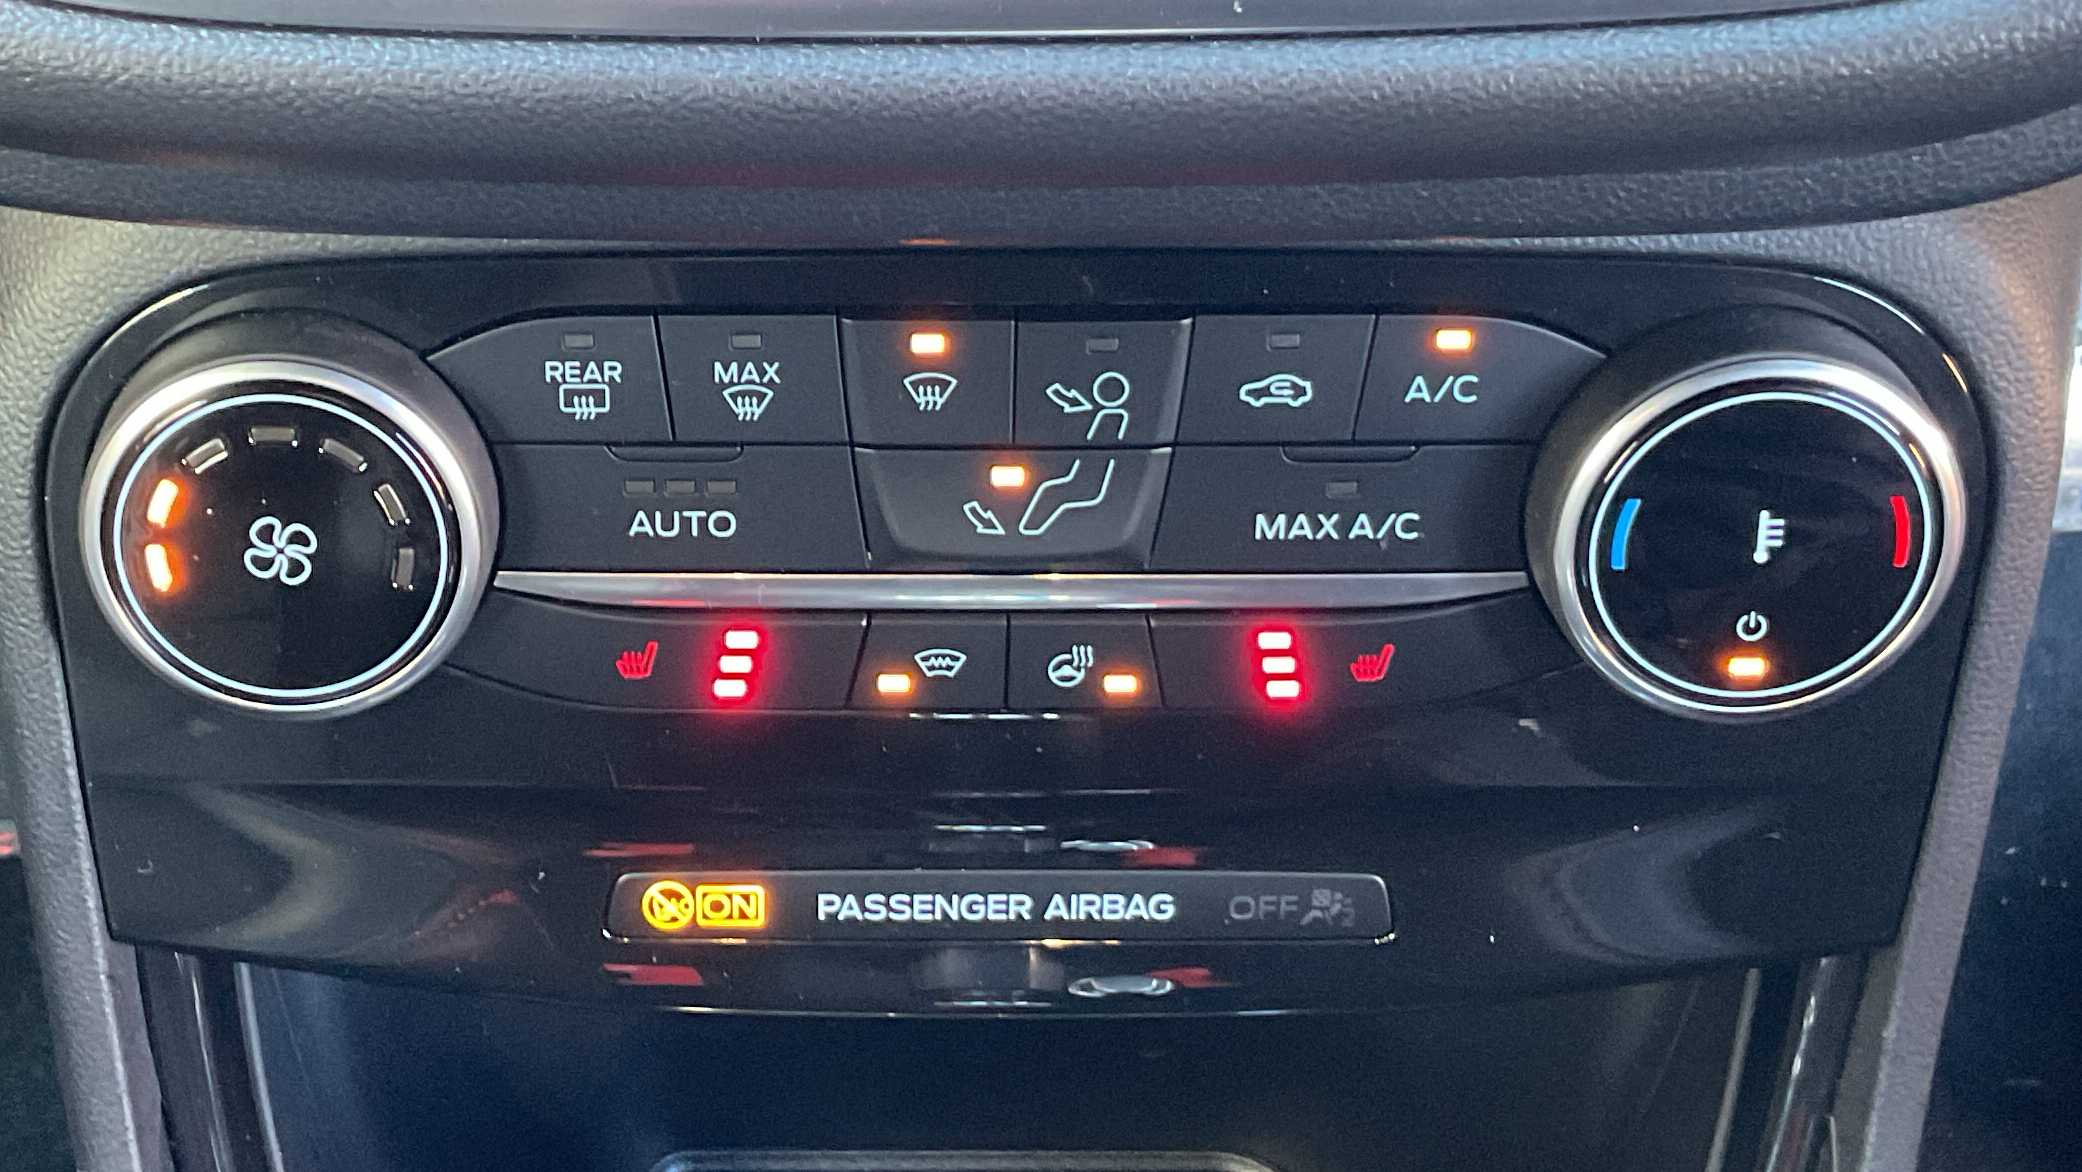 REAR
MAX
A/C
AUTO
MAX A/C
ON PASSENGER AIRBAG OFF